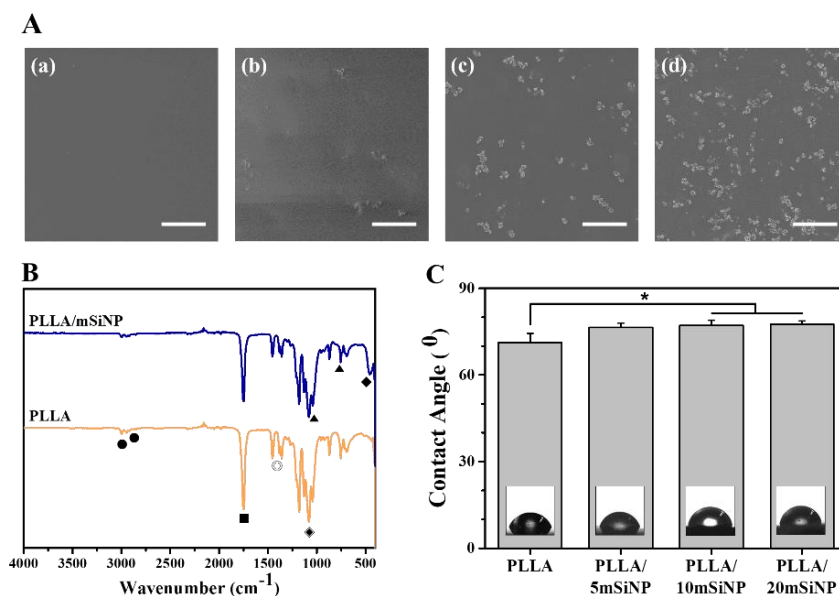 A
(a)
(b)
(c)
(d)
B
PLLA/mSiNP
PLLA
4000 3500 3000 2500 2000 1500 1000 500
Wavenumber (cm-1)
C
90
60
30
0
Contact Angle ( 0)
*
PLLA
PLLA/
5mSiNP
PLLA/
10mSiNP
PLLA/
20mSiNP